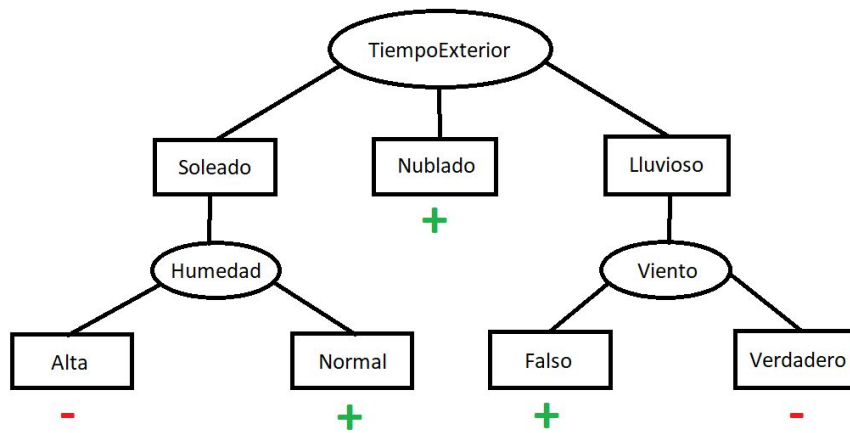 TiempoExterior
Soleado
Nublado
Lluvioso
+
Humedad
Viento
Alta
Normal
Falso
Verdadero
-
+
+
-